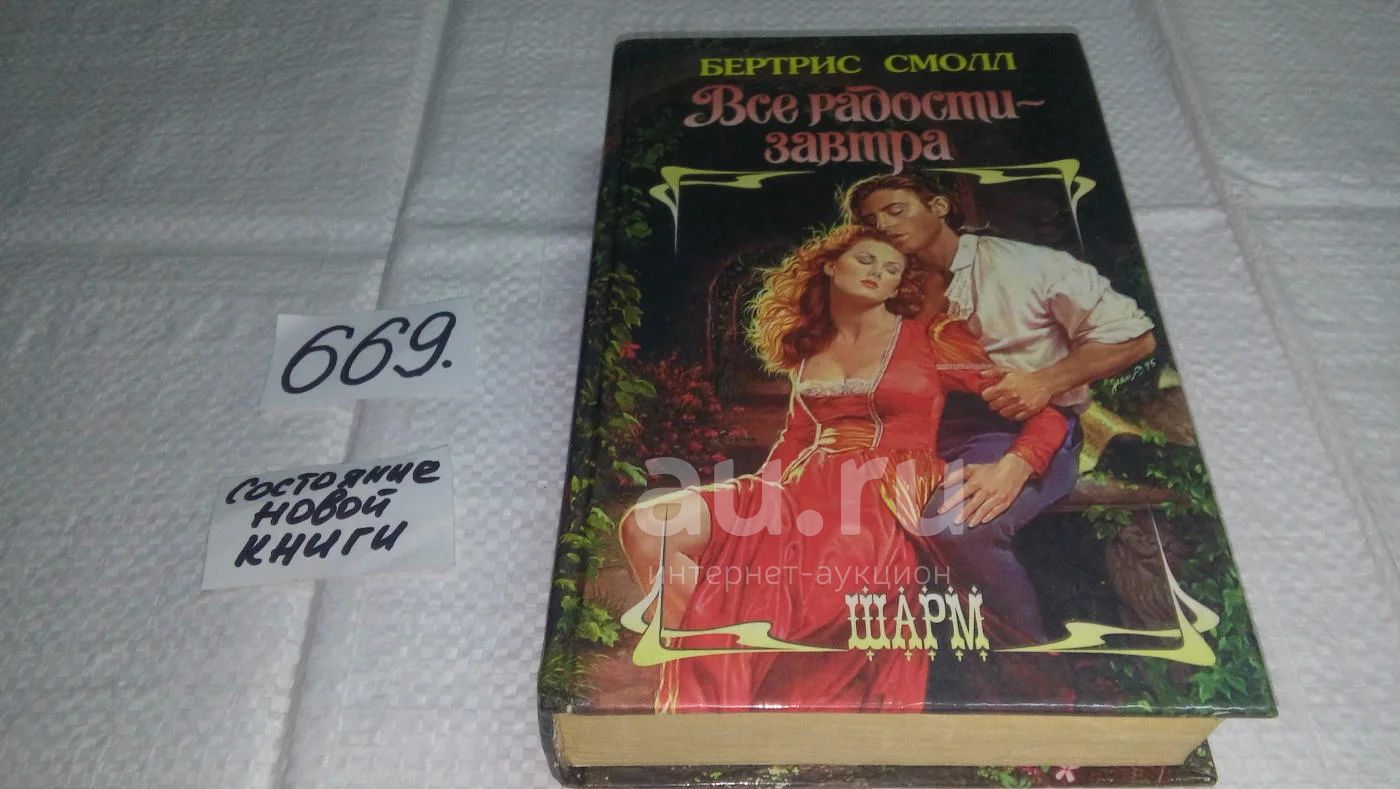 БЕРТРИС СМОЛЛ
Все радости-
завтра
669.
состояние
новой
книги
au.ru
интернет-аукцион
ШАРМ